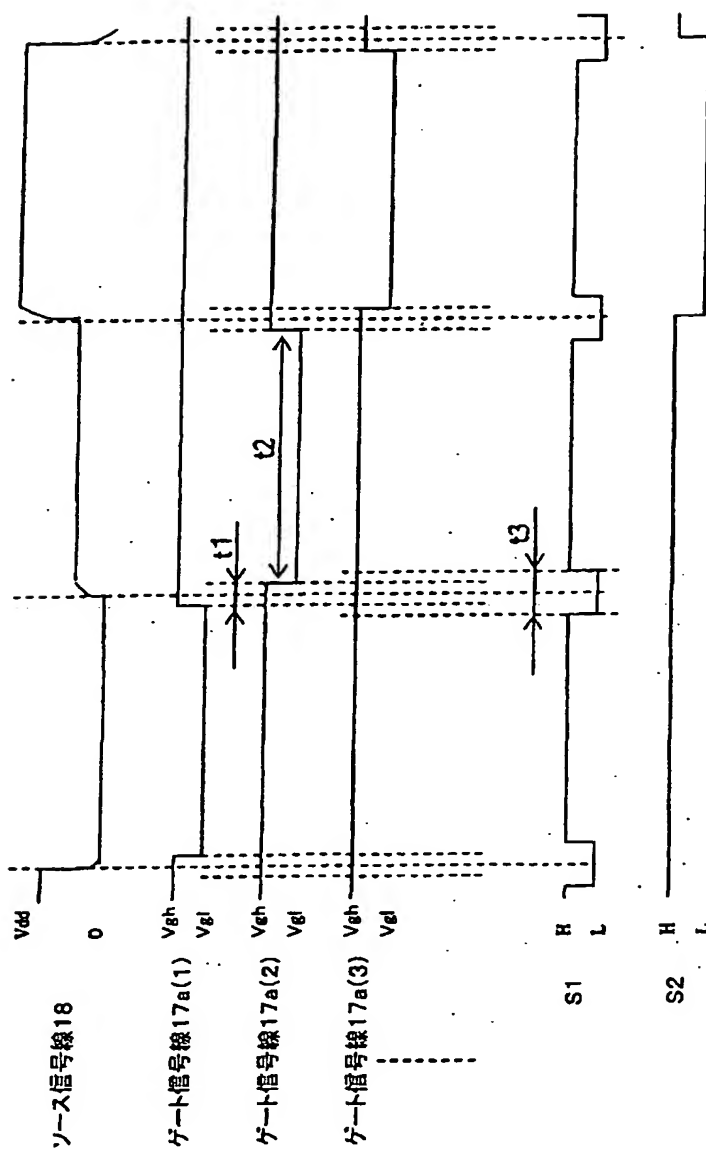 ソース信号線18
Vdd
0
ゲート信号線17a(1)
Vgh
Vgl
ゲート信号線17a(2)
Vgh
Vgl
ゲート信号線17a(3)
Vgh
Vgl
t1
t2
t3
S1
H
L
S2
H
L